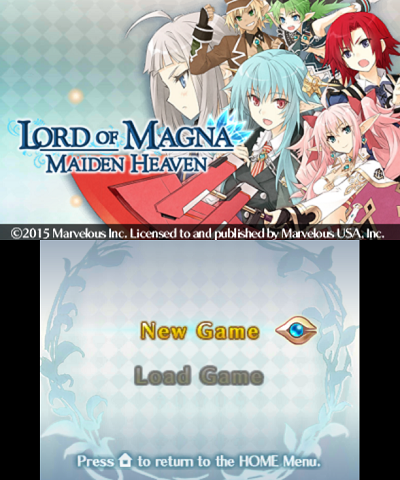 LORD OF MAGNA
MAIDEN HEAVEN
©2015 Marvelous Inc. Licensed to and published by Marvelous USA, Inc.
New Game
Load Game
Press to return to the HOME Menu.